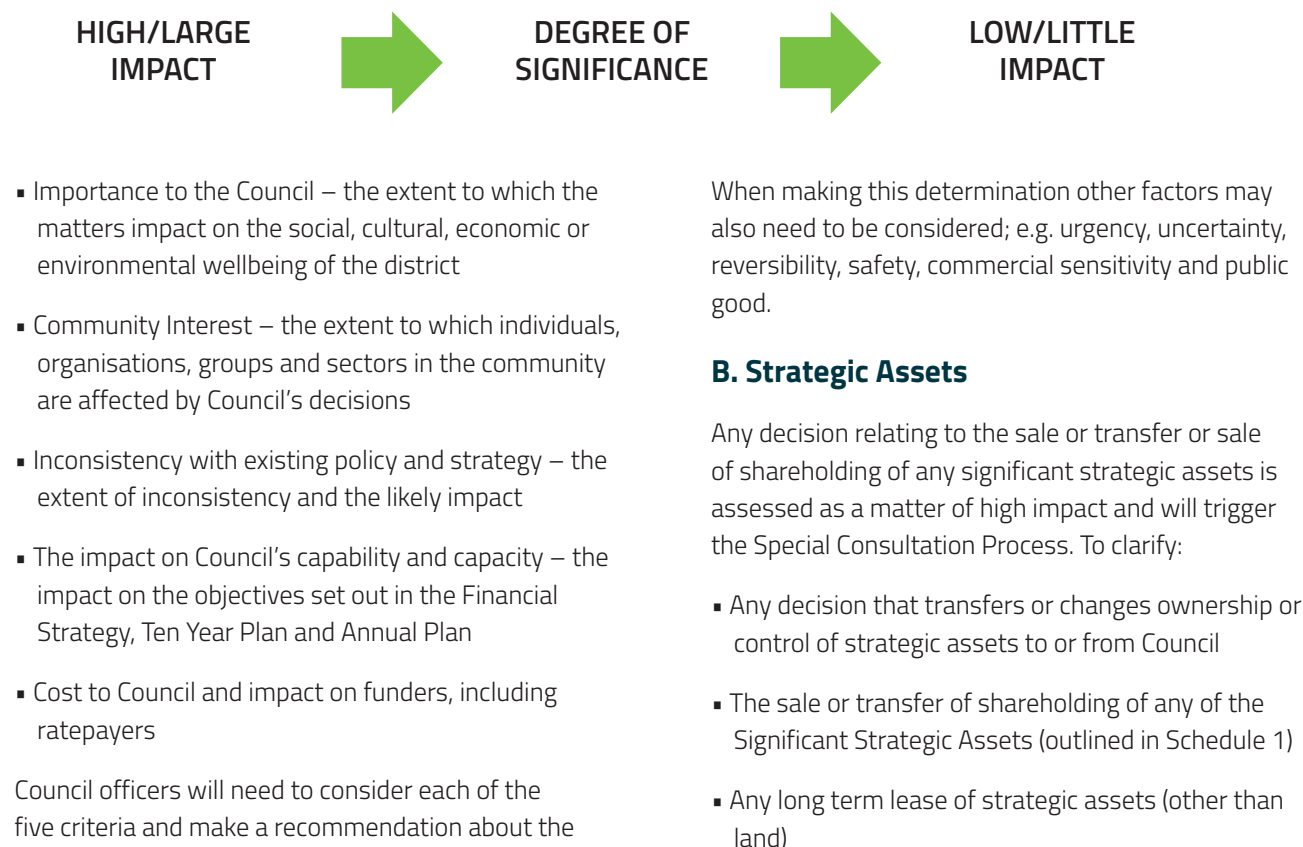 HIGH/LARGE
IMPACT
DEGREE OF
SIGNIFICANCE
LOW/LITTLE
IMPACT
▪ Importance to the Council – the extent to which the
matters impact on the social, cultural, economic or
environmental wellbeing of the district
▪ Community Interest – the extent to which individuals,
organisations, groups and sectors in the community
are affected by Council’s decisions
▪ Inconsistency with existing policy and strategy – the
extent of inconsistency and the likely impact
▪ The impact on Council’s capability and capacity – the
impact on the objectives set out in the Financial
Strategy, Ten Year Plan and Annual Plan
▪ Cost to Council and impact on funders, including
ratepayers
Council officers will need to consider each of the
five criteria and make a recommendation about the
When making this determination other factors may
also need to be considered; e.g. urgency, uncertainty,
reversibility, safety, commercial sensitivity and public
good.
B. Strategic Assets
Any decision relating to the sale or transfer or sale
of shareholding of any significant strategic assets is
assessed as a matter of high impact and will trigger
the Special Consultation Process. To clarify:
▪ Any decision that transfers or changes ownership or
control of strategic assets to or from Council
▪ The sale or transfer of shareholding of any of the
Significant Strategic Assets (outlined in Schedule 1)
▪ Any long term lease of strategic assets (other than
land)